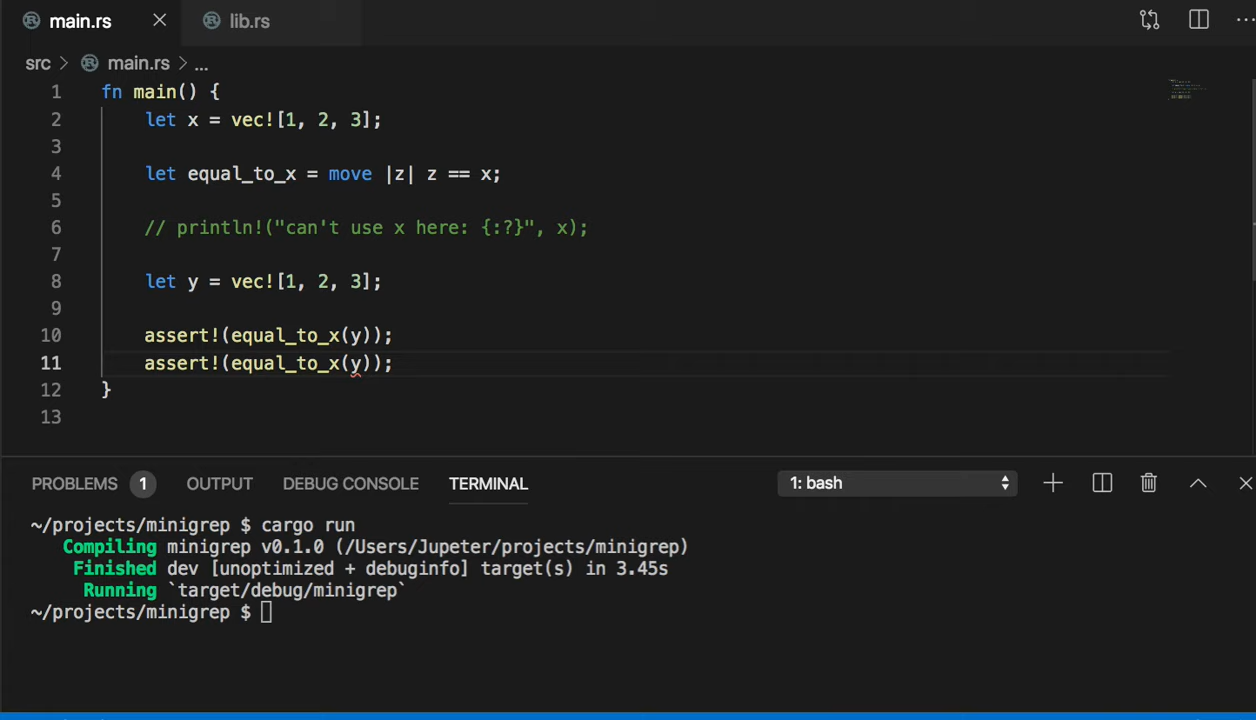 main.rs lib.rs
src > main.rs > ...
1 fn main() {
2 let x = vec![1, 2, 3];
3
4 let equal_to_x = move |z| z == x;
5
6 // println!("can't use x here: {:?}", x);
7
8 let y = vec![1, 2, 3];
9
10 assert!(equal_to_x(y));
11 assert!(equal_to_x(y));
12 }
13
PROBLEMS 1 OUTPUT DEBUG CONSOLE TERMINAL 1: bash
~/projects/minigrep $ cargo run
Compiling minigrep v0.1.0 (/Users/Jupeter/projects/minigrep)
Finished dev [unoptimized + debuginfo] target(s) in 3.45s
Running `target/debug/minigrep`
~/projects/minigrep $